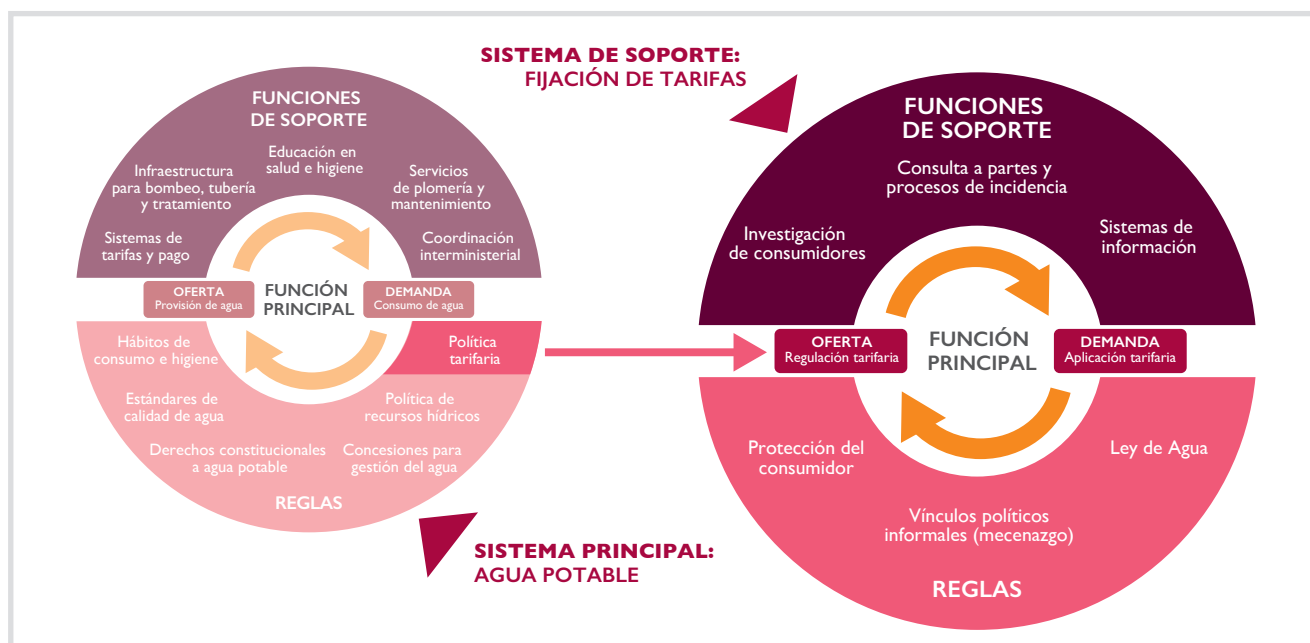 SISTEMA DE SOPORTE:
FIJACIÓN DE TARIFAS
FUNCIONES
DE SOPORTE
Educación en
salud e higiene
Infraestructura
para bombeo, tubería
y tratamiento
Servicios
de plomería y
mantenimiento
Sistemas de
tarifas y pago
Coordinación
interministerial
OFERTA
Provisión de agua
FUNCIÓN
PRINCIPAL
DEMANDA
Consumo de agua
Hábitos de
consumo e higiene
Política
tarifaria
Estándares de
calidad de agua
Política de
recursos hídricos
Derechos constitucionales
a agua potable
Concesiones para
gestión del agua
REGLAS
SISTEMA PRINCIPAL:
AGUA POTABLE
FUNCIONES
DE SOPORTE
Consulta a partes y
procesos de incidencia
Investigación
de consumidores
Sistemas de
información
OFERTA
Regulación tarifaria
FUNCIÓN
PRINCIPAL
DEMANDA
Aplicación tarifaria
Protección del
consumidor
Ley de Agua
Vínculos políticos
informales (mecenazgo)
REGLAS